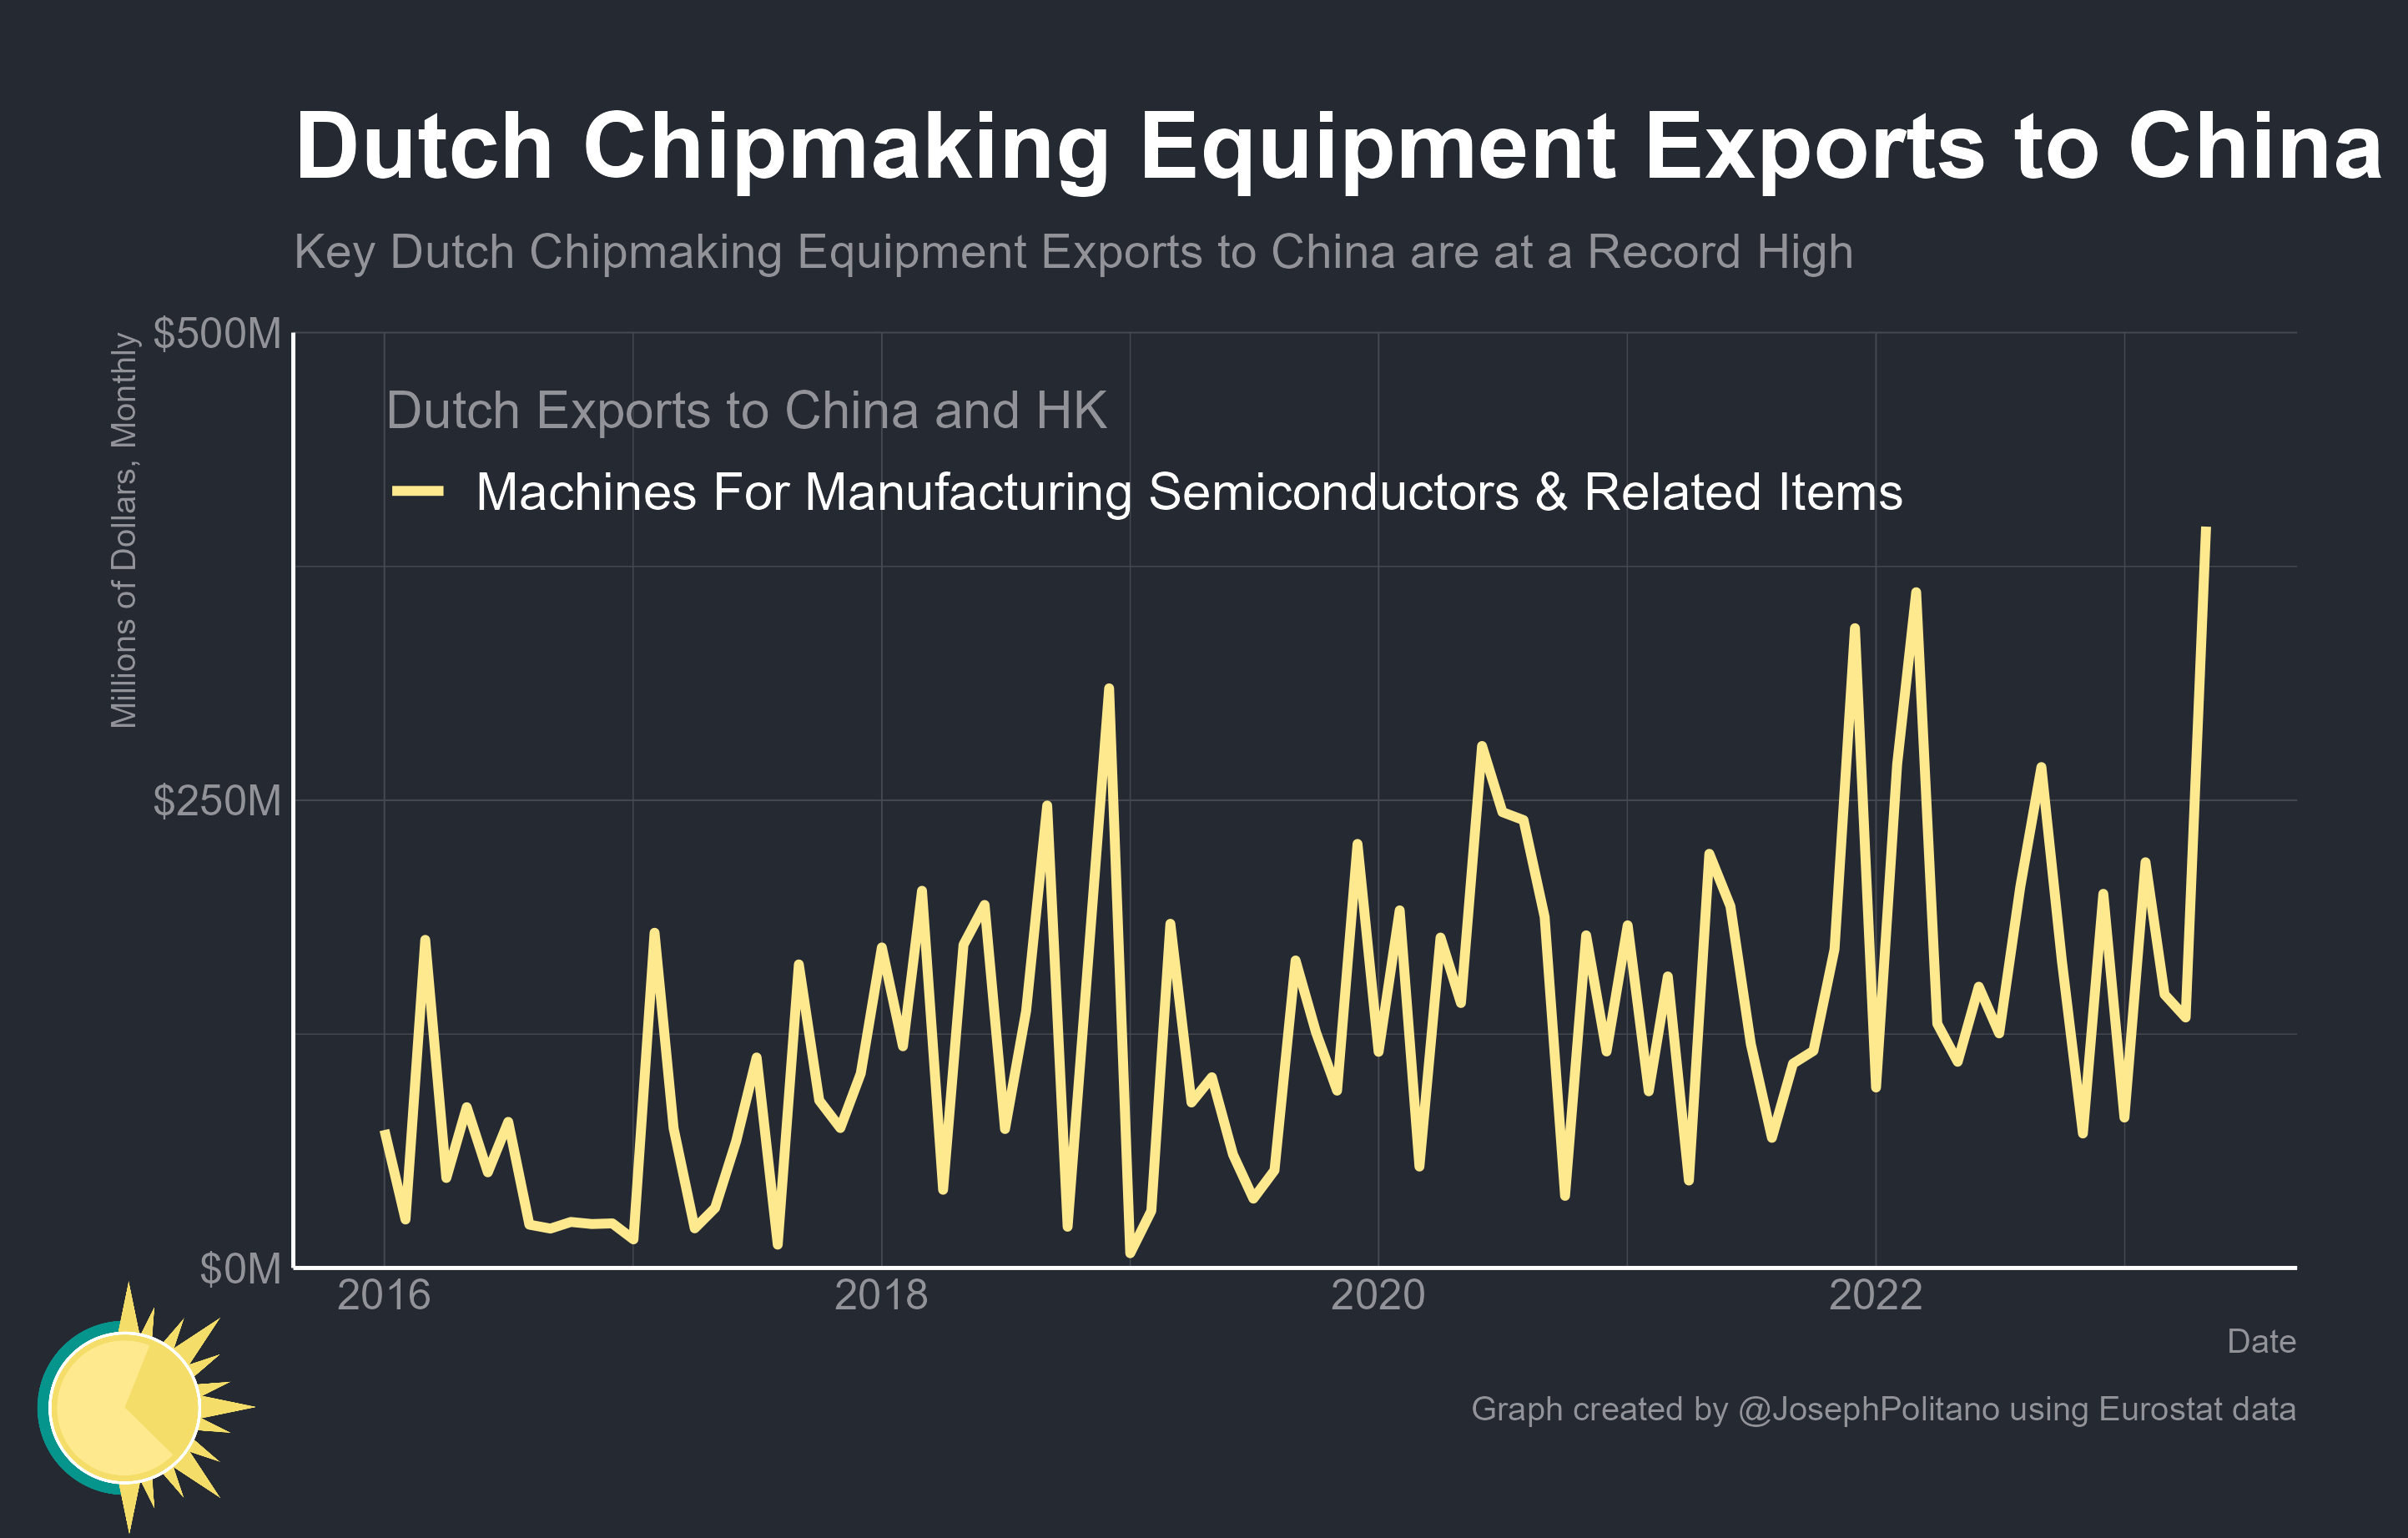 Dutch Chipmaking Equipment Exports to China
Key Dutch Chipmaking Equipment Exports to China are at a Record High
Millions of Dollars, Monthly
$500M
$250M
$0M
Dutch Exports to China and HK
Machines For Manufacturing Semiconductors & Related Items
2016
2018
2020
2022
Date
Graph created by @JosephPolitano using Eurostat data